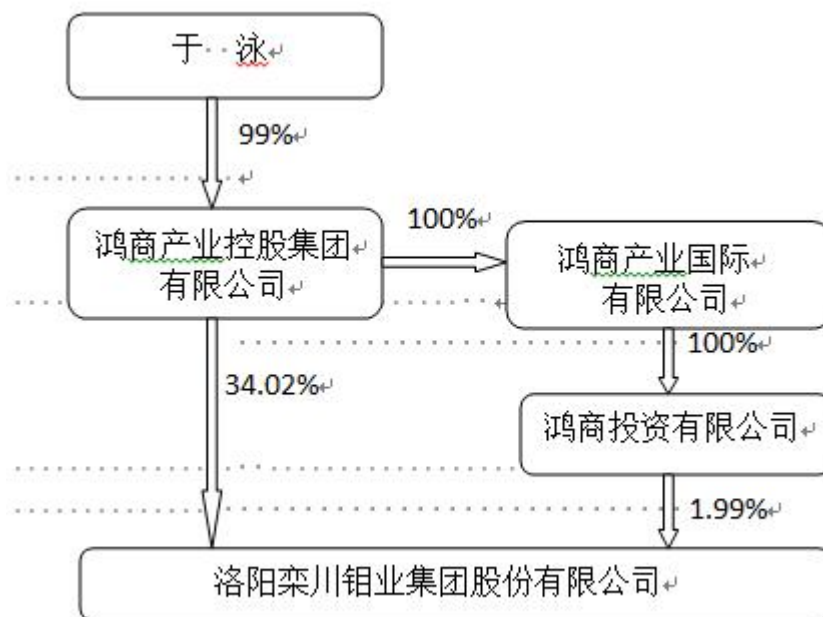 于 泳
99%
100%
鸿商产业控股集团
有限公司
鸿商产业国际
有限公司
100%
34.02%
鸿商投资有限公司
1.99%
洛阳栾川钼业集团股份有限公司